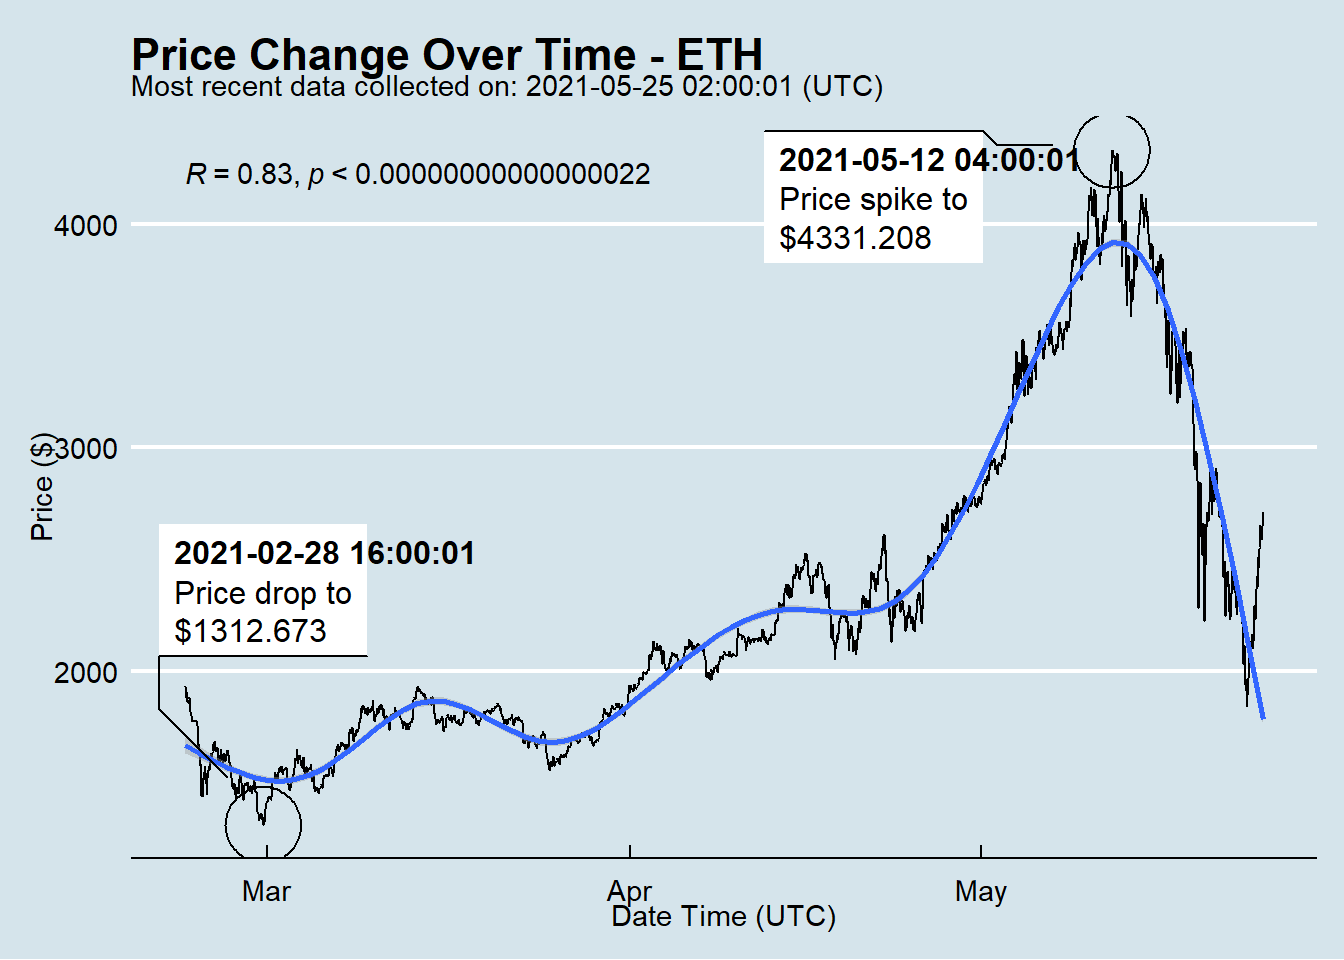 Price Change Over Time - ETH
Most recent data collected on: 2021-05-25 02:00:01 (UTC)
R = 0.83, p < 0.00000000000000022
2021-05-12 04:00:01
Price spike to
$4331.208
4000
3000
2000
Price ($)
2021-02-28 16:00:01
Price drop to
$1312.673
Mar
Apr
May
Date Time (UTC)